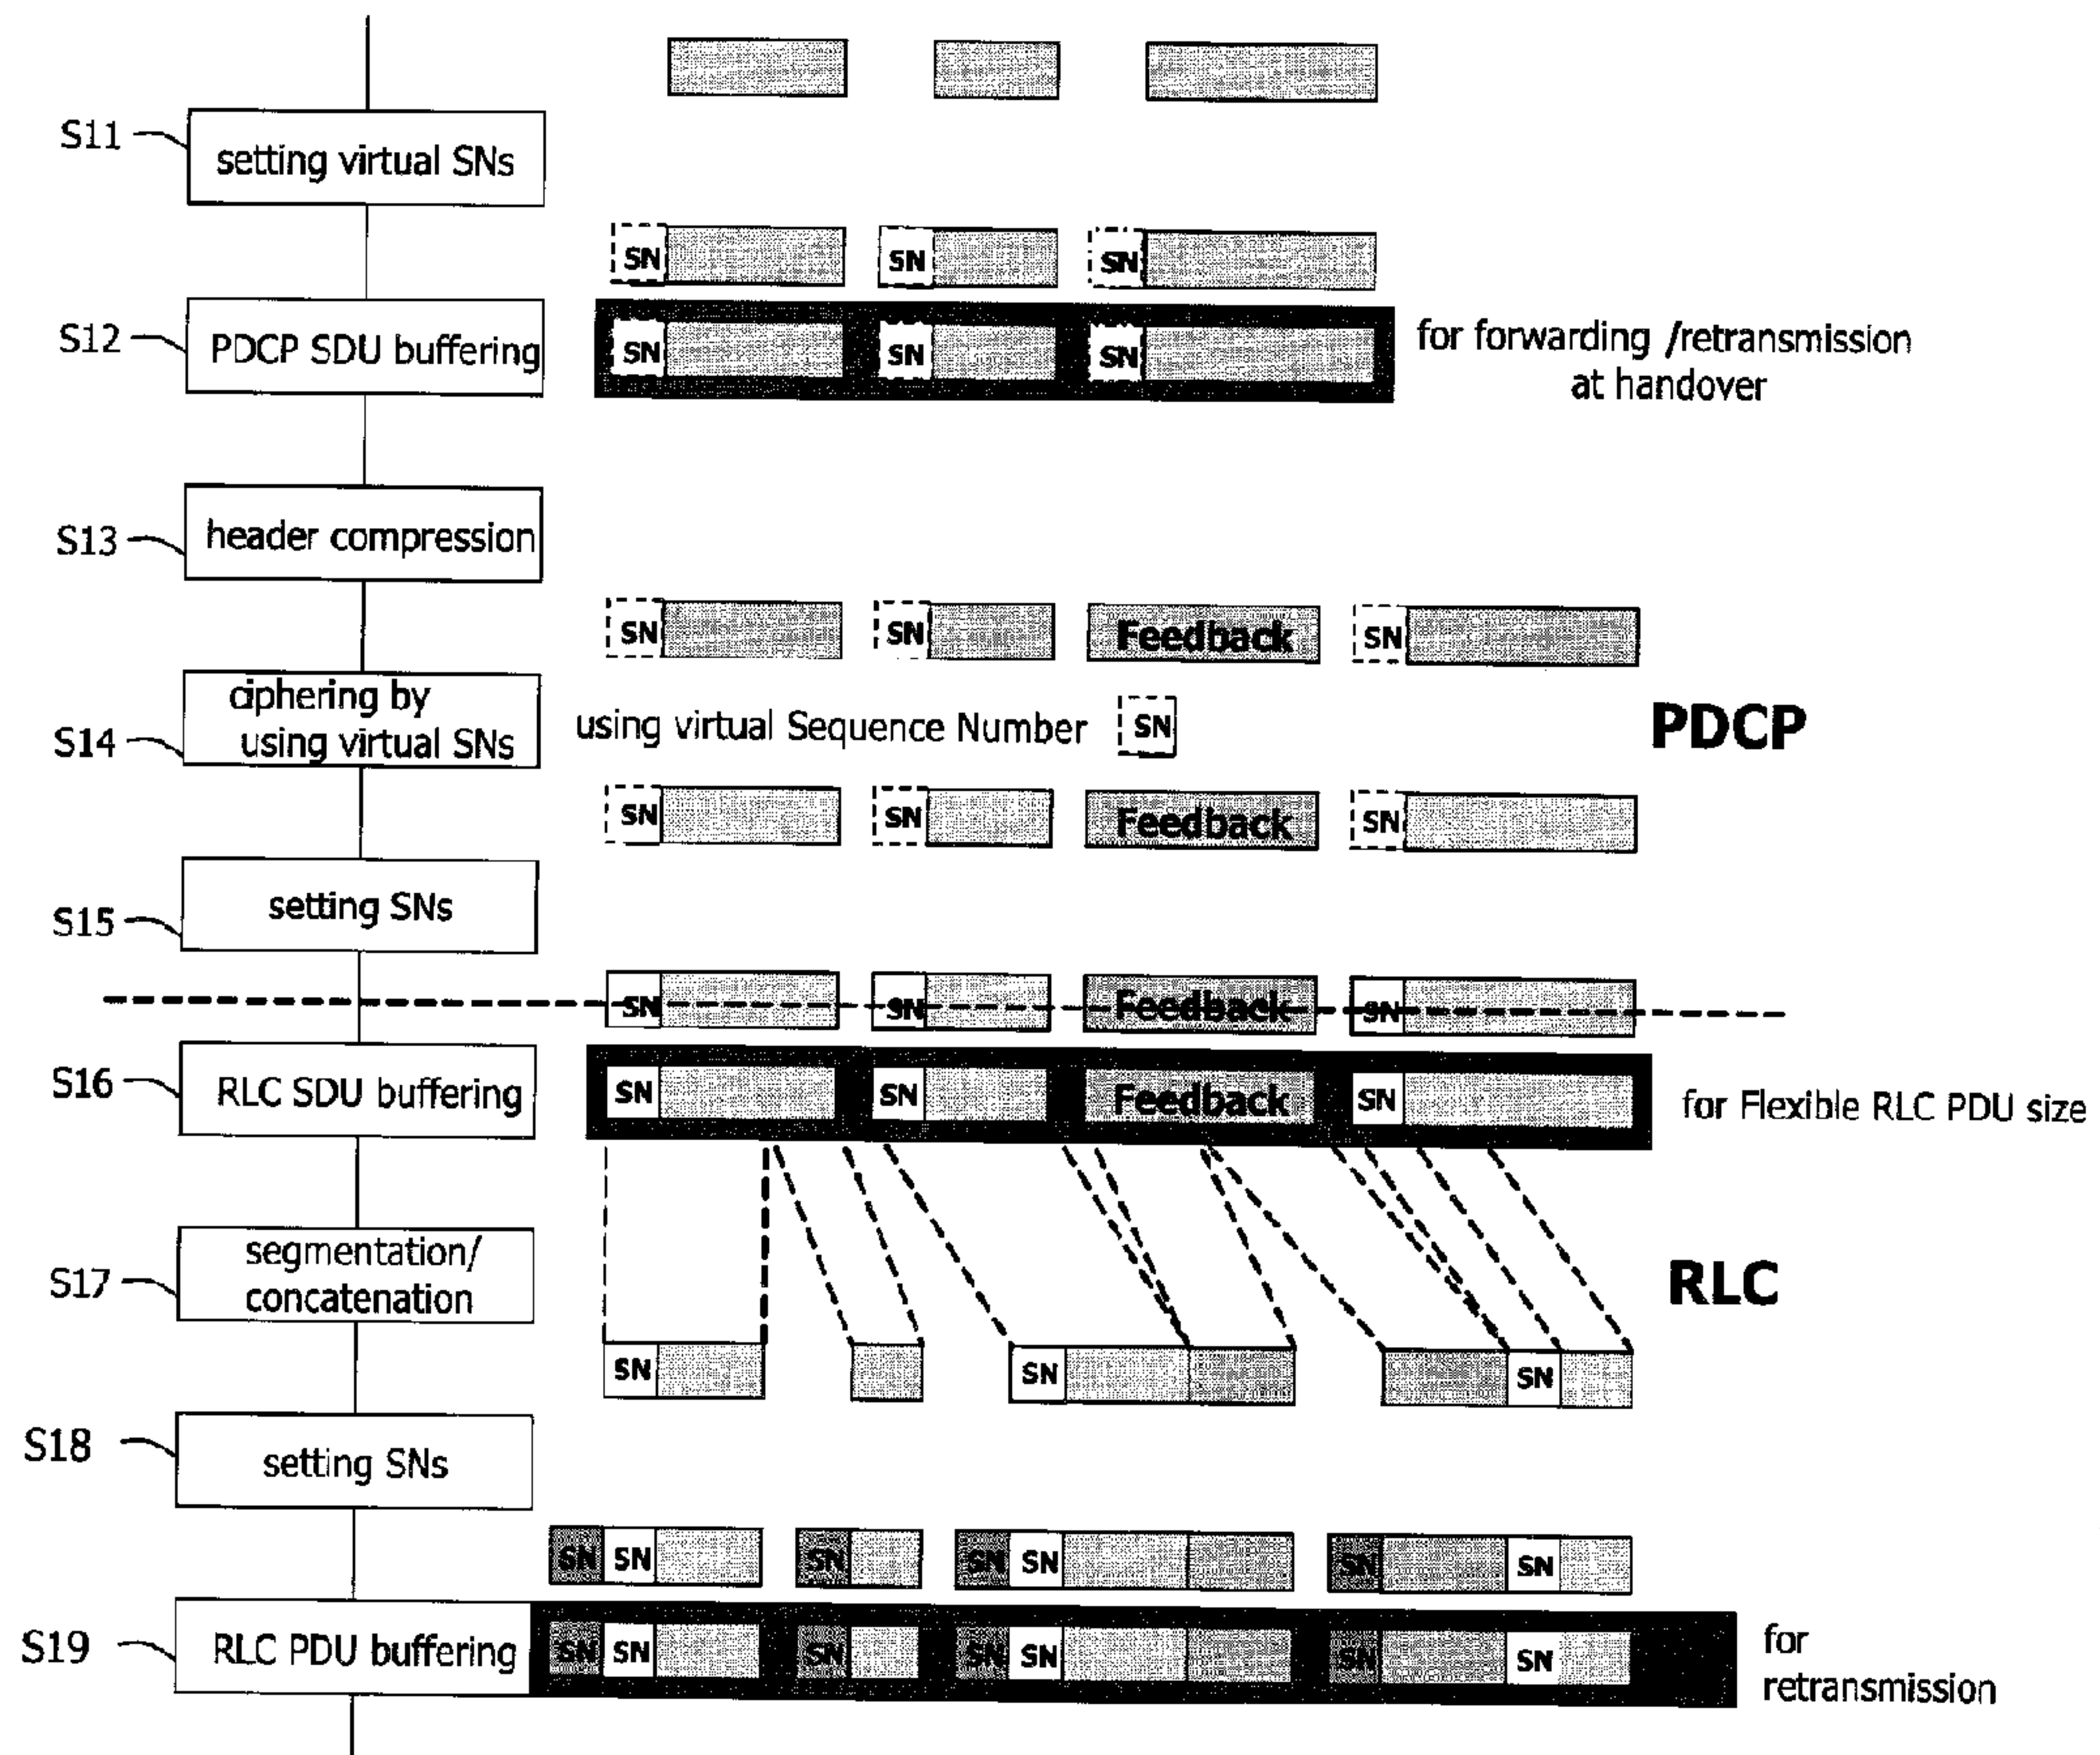 S11
setting virtual SNs
SN SN SN
S12
PDCP SDU buffering
SN SN SN
for forwarding /retransmission
at handover
S13
header compression
SN SN Feedback SN
S14
ciphering by
using virtual SNs
using virtual Sequence Number SN
PDCP
SN SN Feedback SN
S15
setting SNs
SN SN Feedback SN
S16
RLC SDU buffering
SN SN Feedback SN
for Flexible RLC PDU size
S17
segmentation/
concatenation
RLC
SN SN SN
S18
setting SNs
SN SN SN SN SN SN SN
S19
RLC PDU buffering
SN SN SN SN SN SN SN
for
retransmission